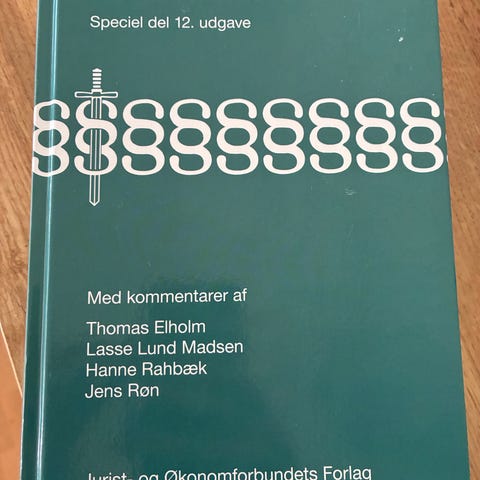 Speciel del 12. udgave
§§§§§§§§§
Med kommentarer af
Thomas Elholm
Lasse Lund Madsen
Hanne Rahbæk
Jens Røn
Jurist- og Økonomforbundets Forlag